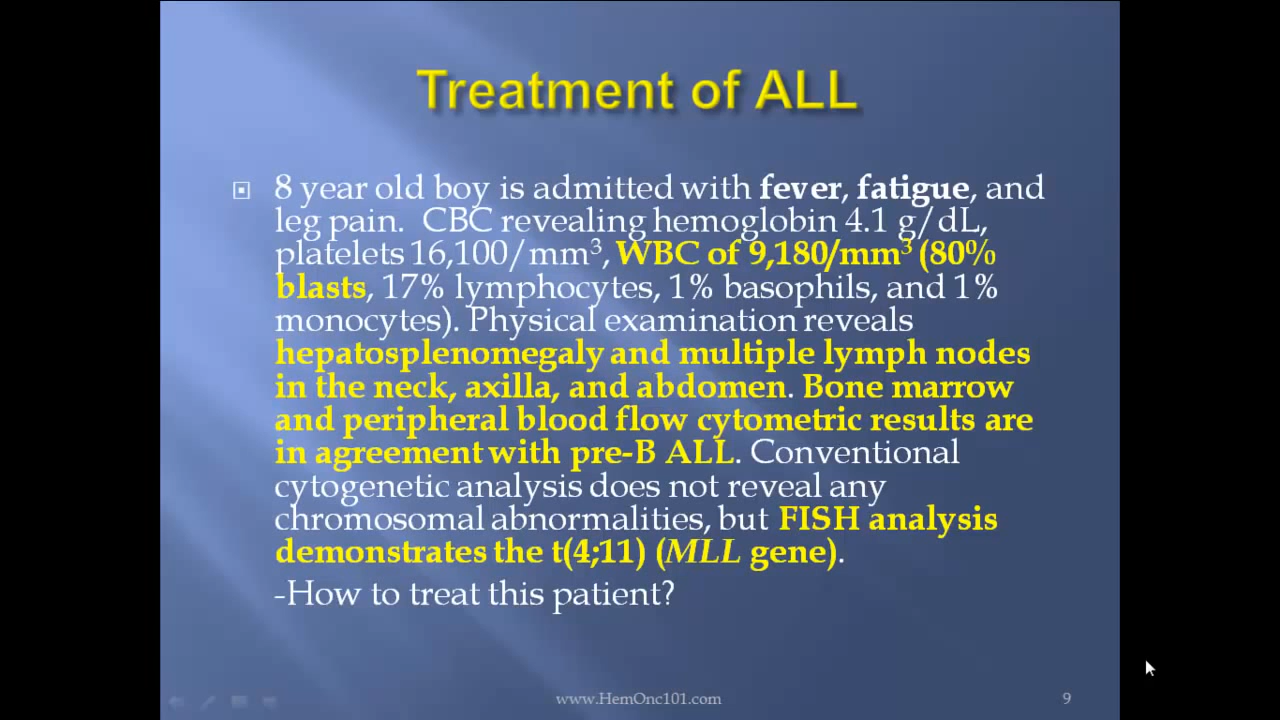 Treatment of ALL
8 year old boy is admitted with fever, fatigue, and
leg pain. CBC revealing hemoglobin 4.1 g/dL,
platelets 16,100/mm³, WBC of 9,180/mm³ (80%
blasts, 17% lymphocytes, 1% basophils, and 1%
monocytes). Physical examination reveals
hepatosplenomegaly and multiple lymph nodes
in the neck, axilla, and abdomen. Bone marrow
and peripheral blood flow cytometric results are
in agreement with pre-B ALL. Conventional
cytogenetic analysis does not reveal any
chromosomal abnormalities, but FISH analysis
demonstrates the t(4;11) (MLL gene).
-How to treat this patient?
www.HemOnc101.com
9